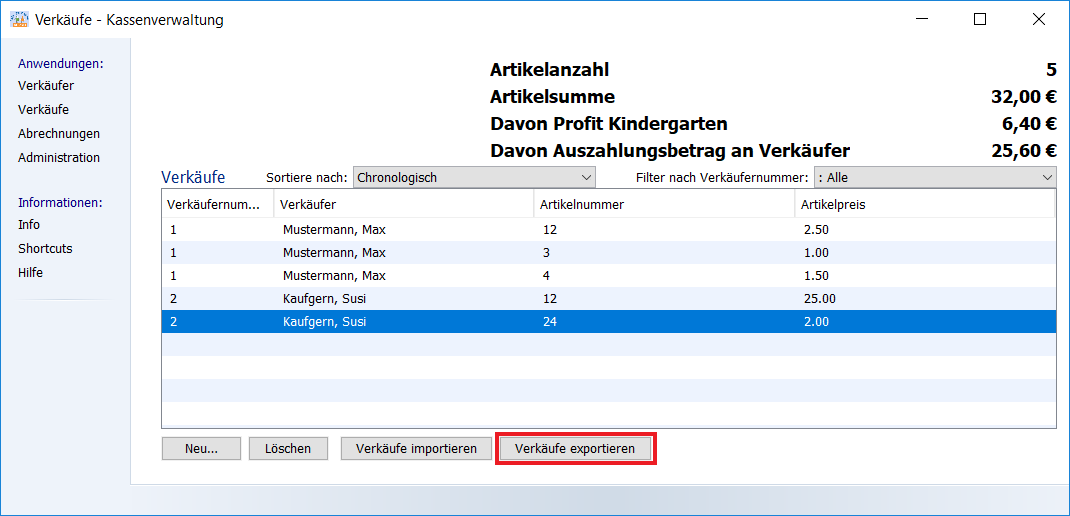 Verkäufe - Kassenverwaltung
Anwendungen:
Verkäufer
Verkäufe
Abrechnungen
Administration
Informationen:
Info
Shortcuts
Hilfe
Artikelanzahl 5
Artikelsumme 32,00 €
Davon Profit Kindergarten 6,40 €
Davon Auszahlungsbetrag an Verkäufer 25,60 €
Verkäufe Sortiere nach: Chronologisch Filter nach Verkäufernummer: : Alle
Verkäufernum... Verkäufer Artikelnummer Artikelpreis
1 Mustermann, Max 12 2.50
1 Mustermann, Max 3 1.00
1 Mustermann, Max 4 1.50
2 Kaufgern, Susi 12 25.00
2 Kaufgern, Susi 24 2.00
Neu... Löschen Verkäufe importieren Verkäufe exportieren